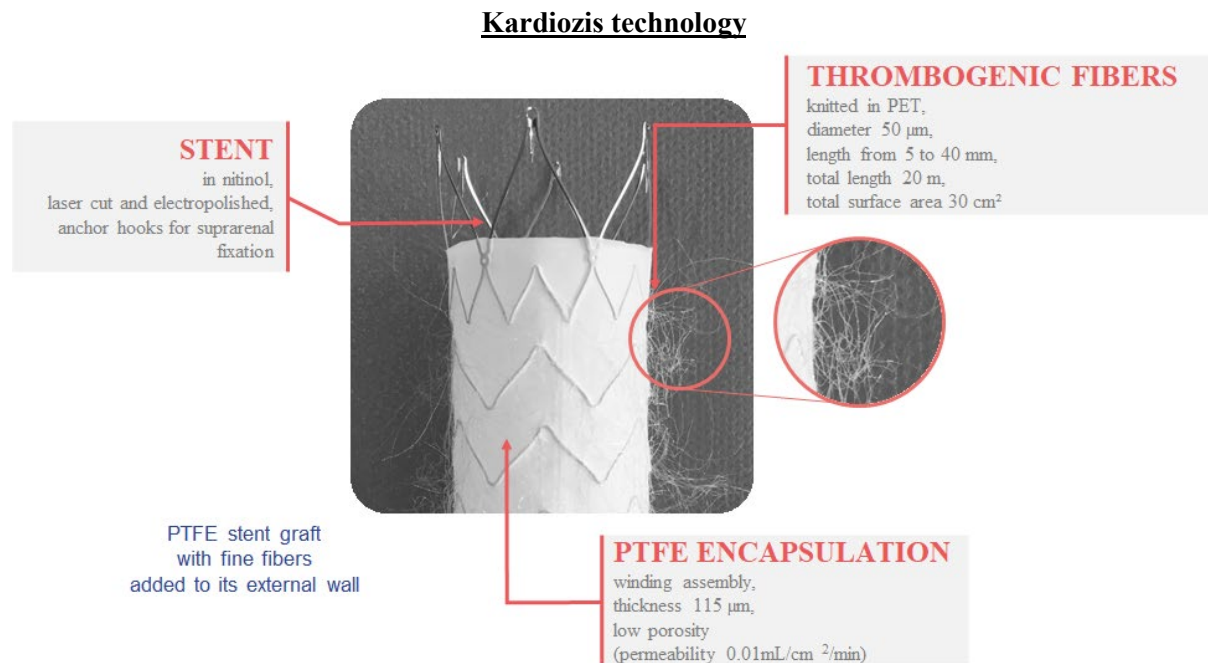 Kardiozis technology
THROMBOGENIC FIBERS
knitted in PET,
diameter 50 µm,
length from 5 to 40 mm,
total length 20 m,
total surface area 30 cm²
STENT
in nitinol,
laser cut and electropolished,
anchor hooks for suprarenal
fixation
PTFE stent graft
with fine fibers
added to its external wall
PTFE ENCAPSULATION
winding assembly,
thickness 115 µm,
low porosity
(permeability 0.01mL/cm ²/min)